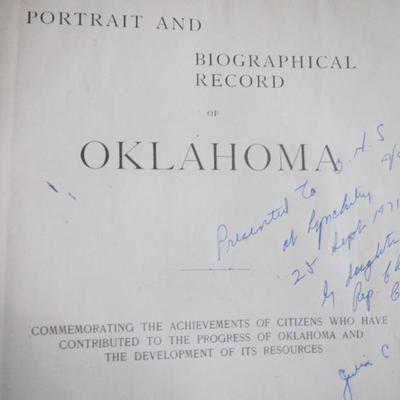 PORTRAIT AND
BIOGRAPHICAL
RECORD
OF
OKLAHOMA
Presented To
at
25 Sept 1971
by daughter
Rep.
COMMEMORATING THE ACHIEVEMENTS OF CITIZENS WHO HAVE
CONTRIBUTED TO THE PROGRESS OF OKLAHOMA AND
THE DEVELOPMENT OF ITS RESOURCES